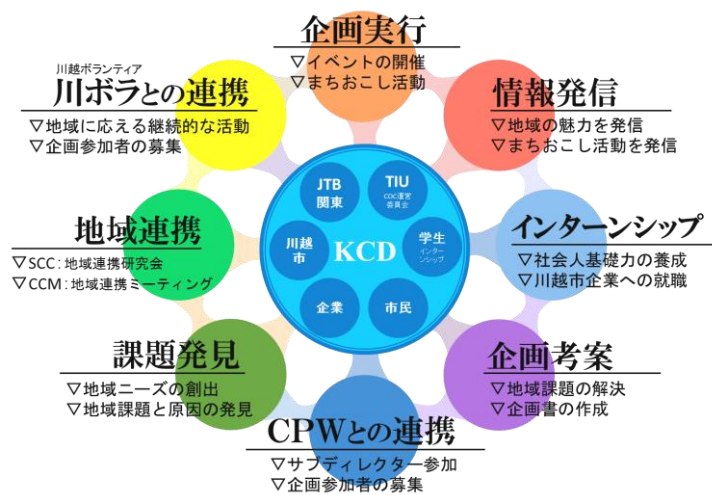 企画実行
▽イベントの開催
▽まちおこし活動
川越ボランティア
川ボラとの連携
▽地域に応える継続的な活動
▽企画参加者の募集
情報発信
▽地域の魅力を発信
▽まちおこし活動を発信
地域連携
▽SCC：地域連携研究会
▽CCM：地域連携ミーティング
JTB
関東
TIU
COC運営
委員会
川越
市
KCD
学生
インターンシップ
企業
市民
インターンシップ
▽社会人基礎力の養成
▽川越市企業への就職
課題発見
▽地域ニーズの創出
▽地域課題と原因の発見
企画考案
▽地域課題の解決
▽企画書の作成
CPWとの連携
▽サブディレクター参加
▽企画参加者の募集